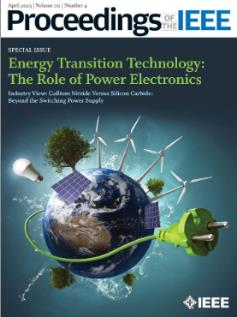 April 2023 | Volume 111 | Number 4
Proceedings OF THE IEEE
SPECIAL ISSUE
Energy Transition Technology:
The Role of Power Electronics
Industry View: Gallium Nitride Versus Silicon Carbide:
Beyond the Switching Power Supply
IEEE